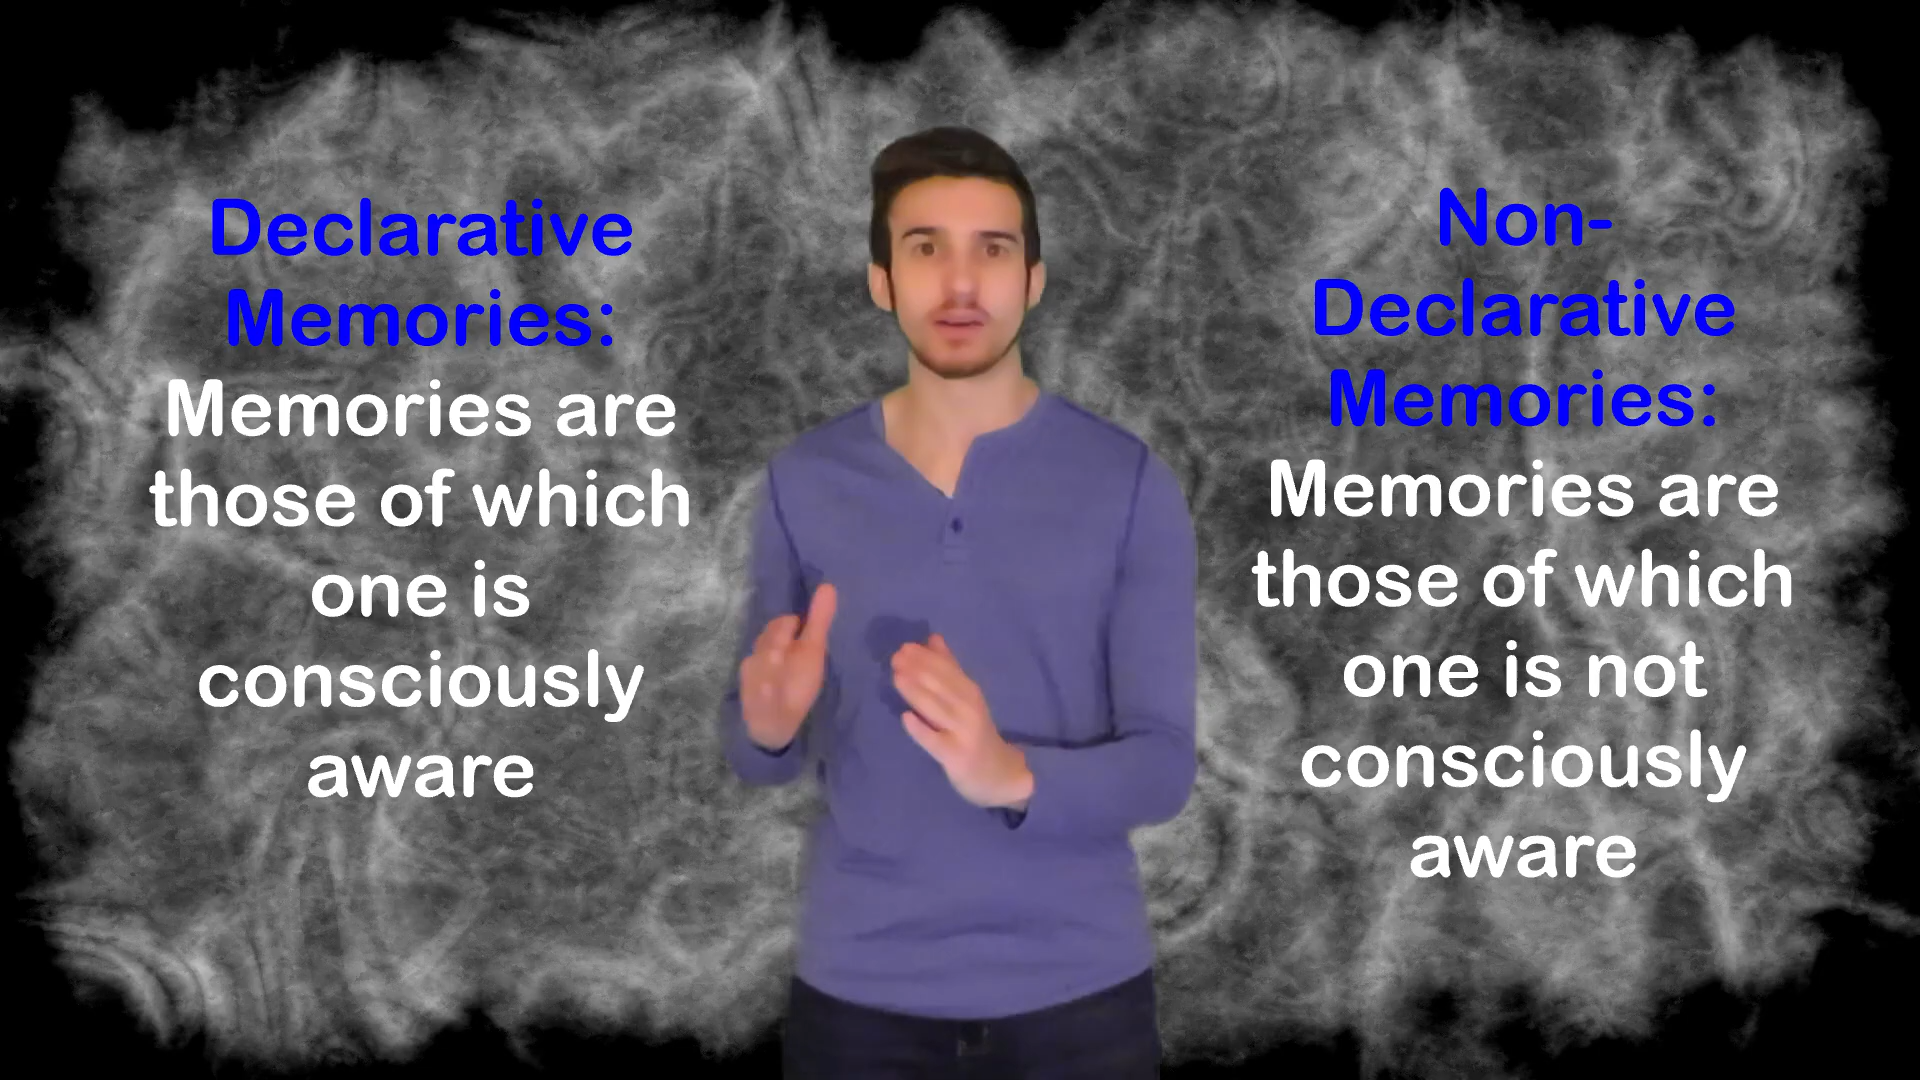 Declarative
Memories:
Memories are
those of which
one is
consciously
aware
Non-
Declarative
Memories:
Memories are
those of which
one is not
consciously
aware